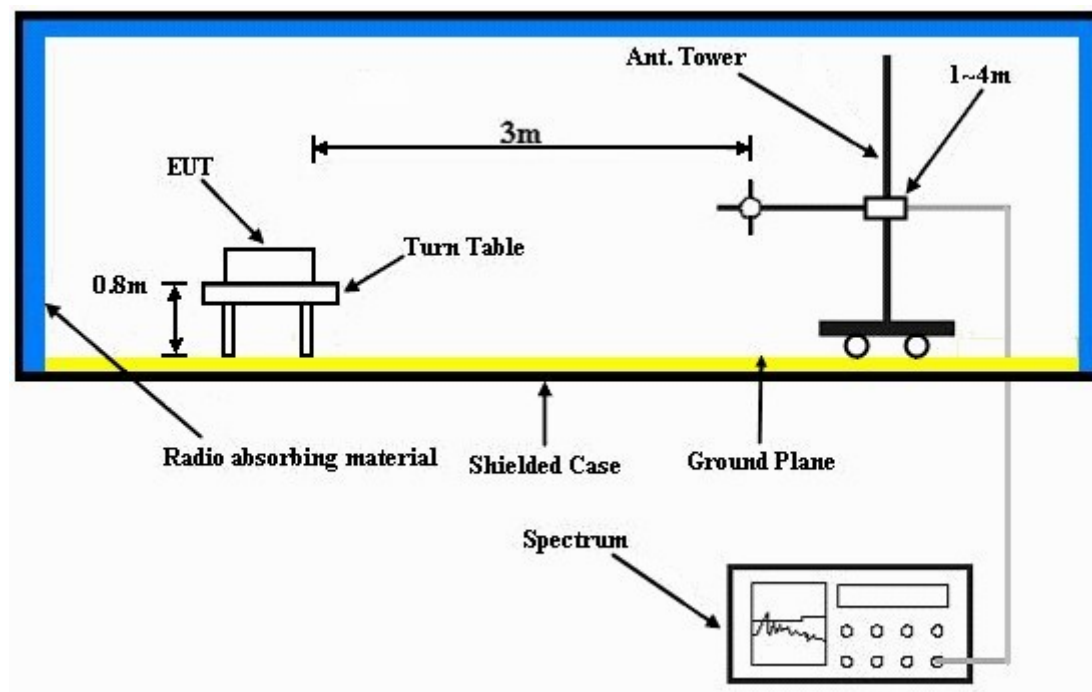 Ant. Tower
1~4m
3m
EUT
Turn Table
0.8m
Radio absorbing material
Shielded Case
Ground Plane
Spectrum